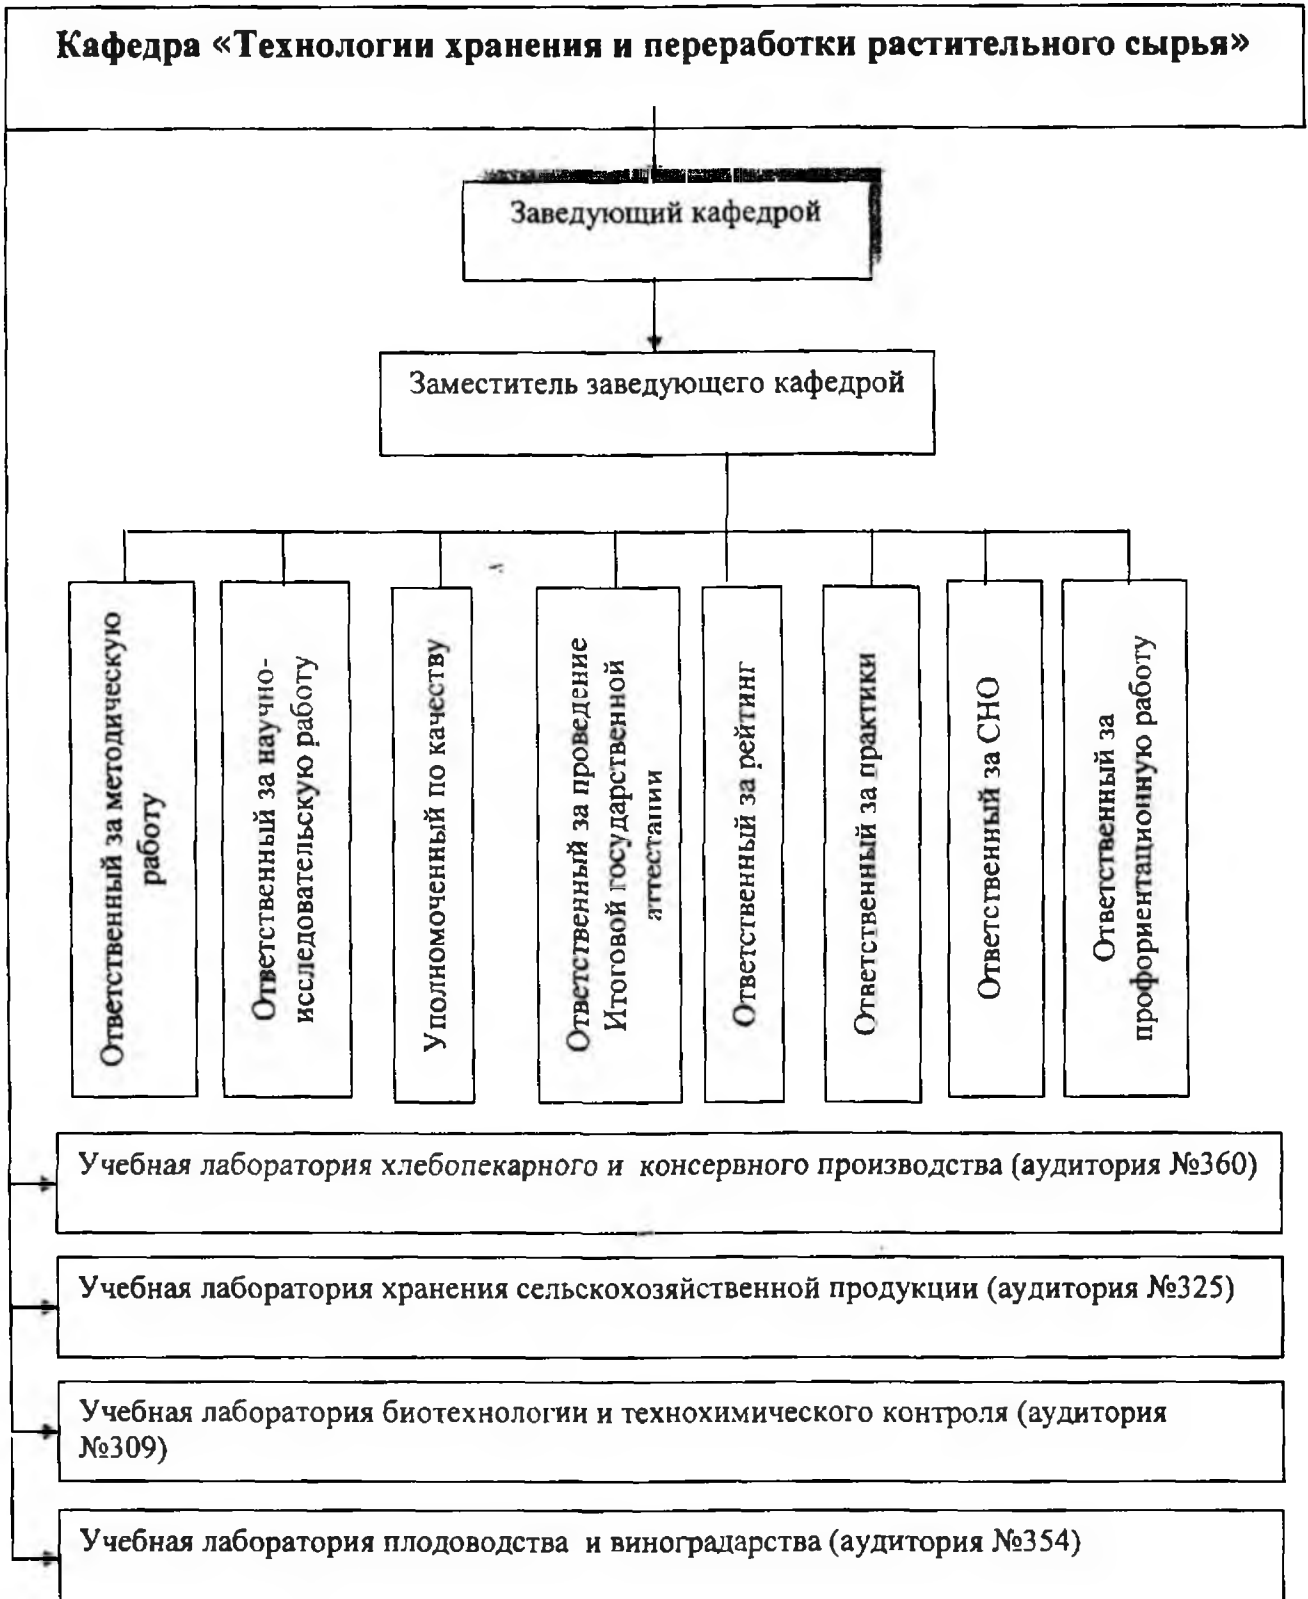 Кафедра «Технологии хранения и переработки растительного сырья»
Заведующий кафедрой
Заместитель заведующего кафедрой
Ответственный за методическую
работу
Ответственный за научно-
исследовательскую работу
Уполномоченный по качеству
Ответственный за проведение
Итоговой государственной
аттестации
Ответственный за рейтинг
Ответственный за практики
Ответственный за СНО
Ответственный за
профориентационную работу
Учебная лаборатория хлебопекарного и консервного производства (аудитория №360)
Учебная лаборатория хранения сельскохозяйственной продукции (аудитория №325)
Учебная лаборатория биотехнологии и технохимического контроля (аудитория
№309)
Учебная лаборатория плодоводства и виноградарства (аудитория №354)